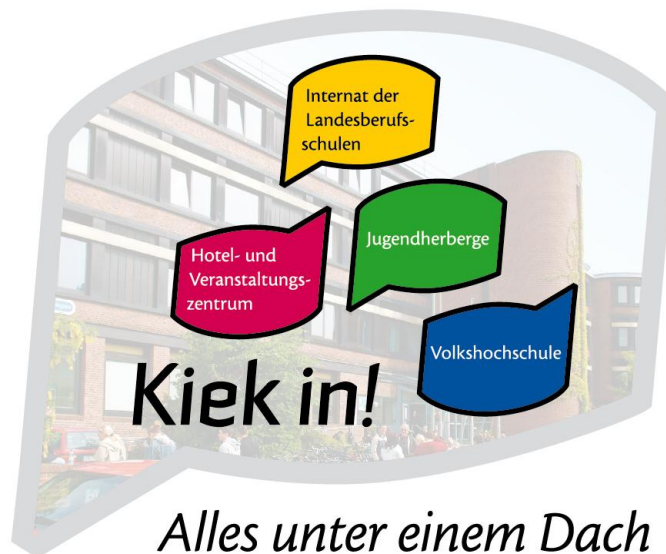 Internat der
Landesberufs-
schulen
Jugendherberge
Hotel- und
Veranstaltungs-
zentrum
Volkshochschule
Kiek in!
Alles unter einem Dach